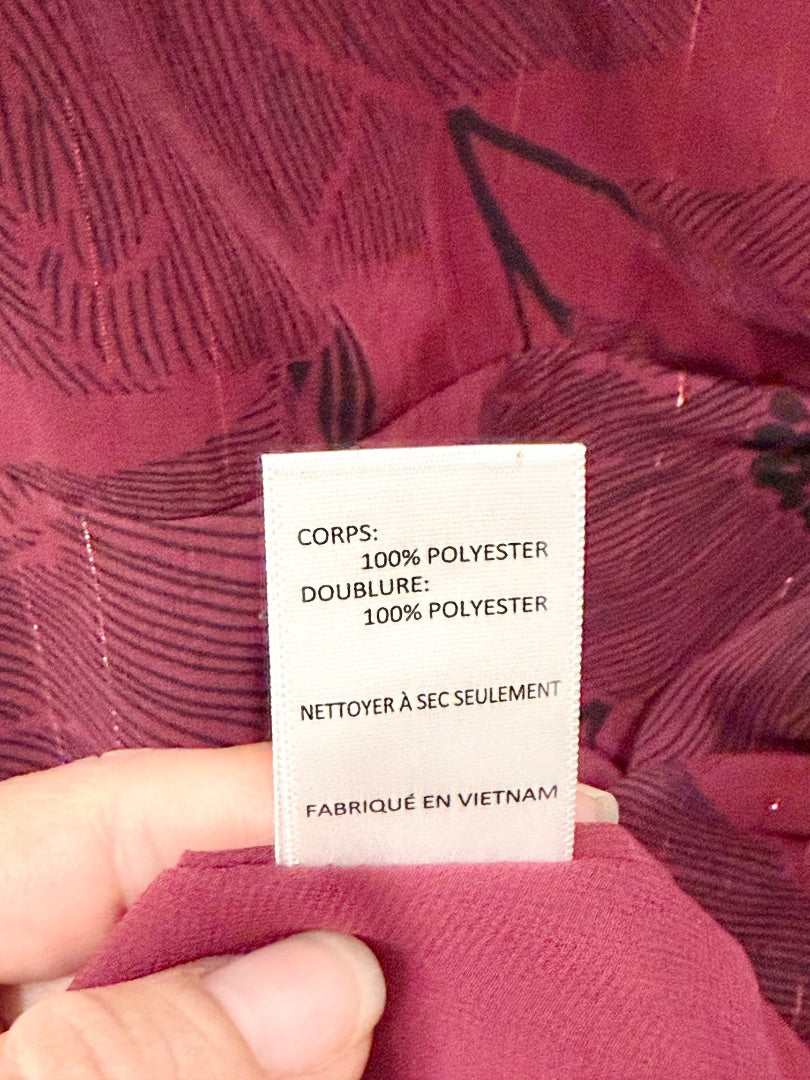 CORPS:
100% POLYESTER
DOUBLURE:
100% POLYESTER
NETTOYER À SEC SEULEMENT
FABRIQUÉ EN VIETNAM